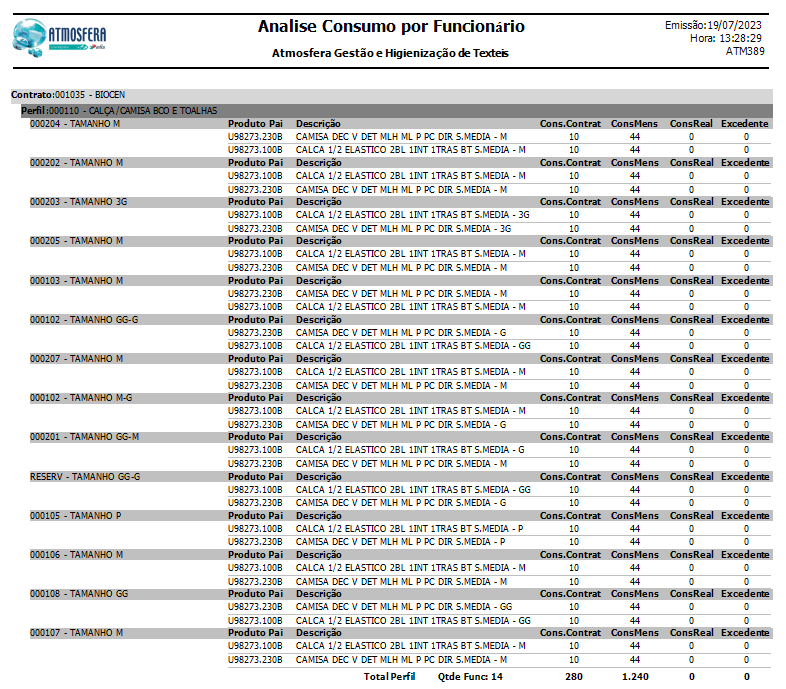 ATMOSFERA
Analise Consumo por Funcionário
Emissão:19/07/2023
Hora: 13:28:29
Atmosfera Gestão e Higienização de Texteis
ATM389
Contrato:001035 - BIOCEN
Perfil:000110 - CALÇA/CAMISA BCO E TOALHAS
000204 - TAMANHO M Produto Pai Descrição Cons.Contrat ConsMens ConsReal Excedente
U98273.230B CAMISA DEC V DET MLH ML P PC DIR S.MEDIA - M 10 44 0 0
U98273.100B CALCA 1/2 ELASTICO 2BL 1INT 1TRAS BT S.MEDIA - M 10 44 0 0
000202 - TAMANHO M Produto Pai Descrição Cons.Contrat ConsMens ConsReal Excedente
U98273.100B CALCA 1/2 ELASTICO 2BL 1INT 1TRAS BT S.MEDIA - M 10 44 0 0
U98273.230B CAMISA DEC V DET MLH ML P PC DIR S.MEDIA - M 10 44 0 0
000203 - TAMANHO 3G Produto Pai Descrição Cons.Contrat ConsMens ConsReal Excedente
U98273.100B CALCA 1/2 ELASTICO 2BL 1INT 1TRAS BT S.MEDIA - 3G 10 44 0 0
U98273.230B CAMISA DEC V DET MLH ML P PC DIR S.MEDIA - 3G 10 44 0 0
000205 - TAMANHO M Produto Pai Descrição Cons.Contrat ConsMens ConsReal Excedente
U98273.100B CALCA 1/2 ELASTICO 2BL 1INT 1TRAS BT S.MEDIA - M 10 44 0 0
U98273.230B CAMISA DEC V DET MLH ML P PC DIR S.MEDIA - M 10 44 0 0
000103 - TAMANHO M Produto Pai Descrição Cons.Contrat ConsMens ConsReal Excedente
U98273.230B CAMISA DEC V DET MLH ML P PC DIR S.MEDIA - M 10 44 0 0
U98273.100B CALCA 1/2 ELASTICO 2BL 1INT 1TRAS BT S.MEDIA - M 10 44 0 0
000102 - TAMANHO GG-G Produto Pai Descrição Cons.Contrat ConsMens ConsReal Excedente
U98273.230B CAMISA DEC V DET MLH ML P PC DIR S.MEDIA - G 10 44 0 0
U98273.100B CALCA 1/2 ELASTICO 2BL 1INT 1TRAS BT S.MEDIA - GG 10 44 0 0
000207 - TAMANHO M Produto Pai Descrição Cons.Contrat ConsMens ConsReal Excedente
U98273.100B CALCA 1/2 ELASTICO 2BL 1INT 1TRAS BT S.MEDIA - M 10 44 0 0
U98273.230B CAMISA DEC V DET MLH ML P PC DIR S.MEDIA - M 10 44 0 0
000102 - TAMANHO M-G Produto Pai Descrição Cons.Contrat ConsMens ConsReal Excedente
U98273.100B CALCA 1/2 ELASTICO 2BL 1INT 1TRAS BT S.MEDIA - M 10 44 0 0
U98273.230B CAMISA DEC V DET MLH ML P PC DIR S.MEDIA - G 10 44 0 0
000201 - TAMANHO GG-M Produto Pai Descrição Cons.Contrat ConsMens ConsReal Excedente
U98273.100B CALCA 1/2 ELASTICO 2BL 1INT 1TRAS BT S.MEDIA - G 10 44 0 0
U98273.230B CAMISA DEC V DET MLH ML P PC DIR S.MEDIA - M 10 44 0 0
RESERV - TAMANHO GG-G Produto Pai Descrição Cons.Contrat ConsMens ConsReal Excedente
U98273.100B CALCA 1/2 ELASTICO 2BL 1INT 1TRAS BT S.MEDIA - GG 10 44 0 0
U98273.230B CAMISA DEC V DET MLH ML P PC DIR S.MEDIA - G 10 44 0 0
000105 - TAMANHO P Produto Pai Descrição Cons.Contrat ConsMens ConsReal Excedente
U98273.100B CALCA 1/2 ELASTICO 2BL 1INT 1TRAS BT S.MEDIA - P 10 44 0 0
U98273.230B CAMISA DEC V DET MLH ML P PC DIR S.MEDIA - P 10 44 0 0
000106 - TAMANHO M Produto Pai Descrição Cons.Contrat ConsMens ConsReal Excedente
U98273.100B CALCA 1/2 ELASTICO 2BL 1INT 1TRAS BT S.MEDIA - M 10 44 0 0
U98273.230B CAMISA DEC V DET MLH ML P PC DIR S.MEDIA - M 10 44 0 0
000108 - TAMANHO GG Produto Pai Descrição Cons.Contrat ConsMens ConsReal Excedente
U98273.230B CAMISA DEC V DET MLH ML P PC DIR S.MEDIA - GG 10 44 0 0
U98273.100B CALCA 1/2 ELASTICO 2BL 1INT 1TRAS BT S.MEDIA - GG 10 44 0 0
000107 - TAMANHO M Produto Pai Descrição Cons.Contrat ConsMens ConsReal Excedente
U98273.100B CALCA 1/2 ELASTICO 2BL 1INT 1TRAS BT S.MEDIA - M 10 44 0 0
U98273.230B CAMISA DEC V DET MLH ML P PC DIR S.MEDIA - M 10 44 0 0
Total Perfil Qtde Func: 14 280 1.240 0 0